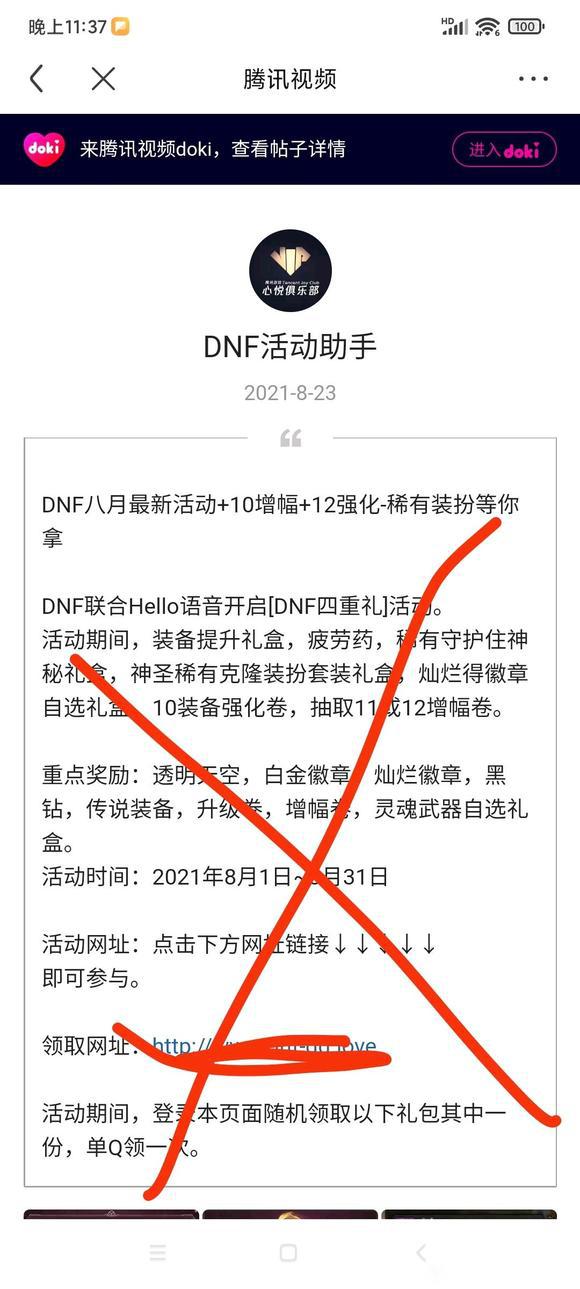 晚上11:37
HD
6
100
腾讯视频
doki
来腾讯视频doki，查看帖子详情
进入doki
VIP
腾讯游戏 Tencent Joy Club
心悦俱乐部
DNF活动助手
2021-8-23
DNF八月最新活动+10增幅+12强化-稀有装扮等你
拿
DNF联合Hello语音开启[DNF四重礼]活动。
活动期间，装备提升礼盒，疲劳药，稀有守护住神
秘礼盒，神圣稀有克隆装扮套装礼盒，灿烂得徽章
自选礼盒，10装备强化卷，抽取11或12增幅卷。
重点奖励：透明天空，白金徽章，灿烂徽章，黑
钻，传说装备，升级券，增幅卷，灵魂武器自选礼
盒。
活动时间：2021年8月1日~8月31日
活动网址：点击下方网址链接↓↓↓↓↓
即可参与。
领取网址：http://
活动期间，登录本页面随机领取以下礼包其中一
份，单Q领一次。